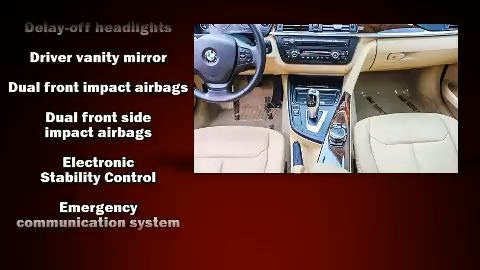 Delay-off headlights
Driver vanity mirror
Dual front impact airbags
Dual front side
impact airbags
Electronic
Stability Control
Emergency
communication system